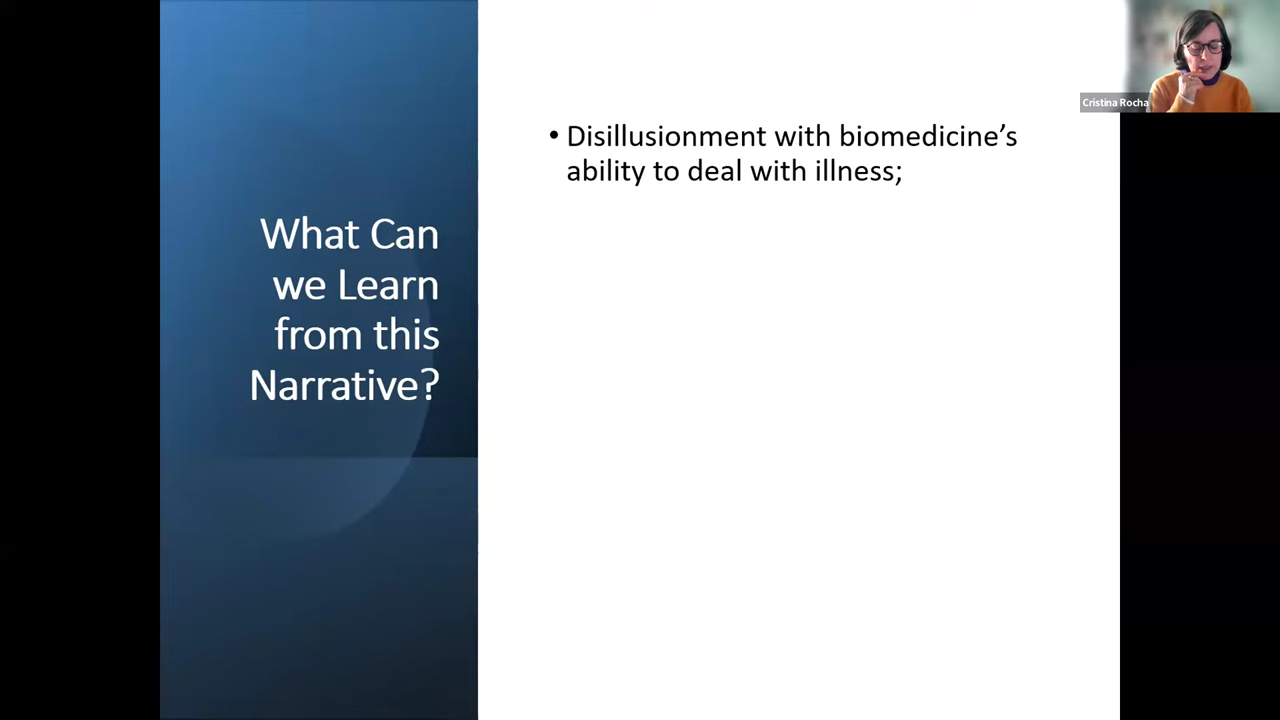 What Can
we Learn
from this
Narrative?
• Disillusionment with biomedicine’s
ability to deal with illness;
Cristina Rocha